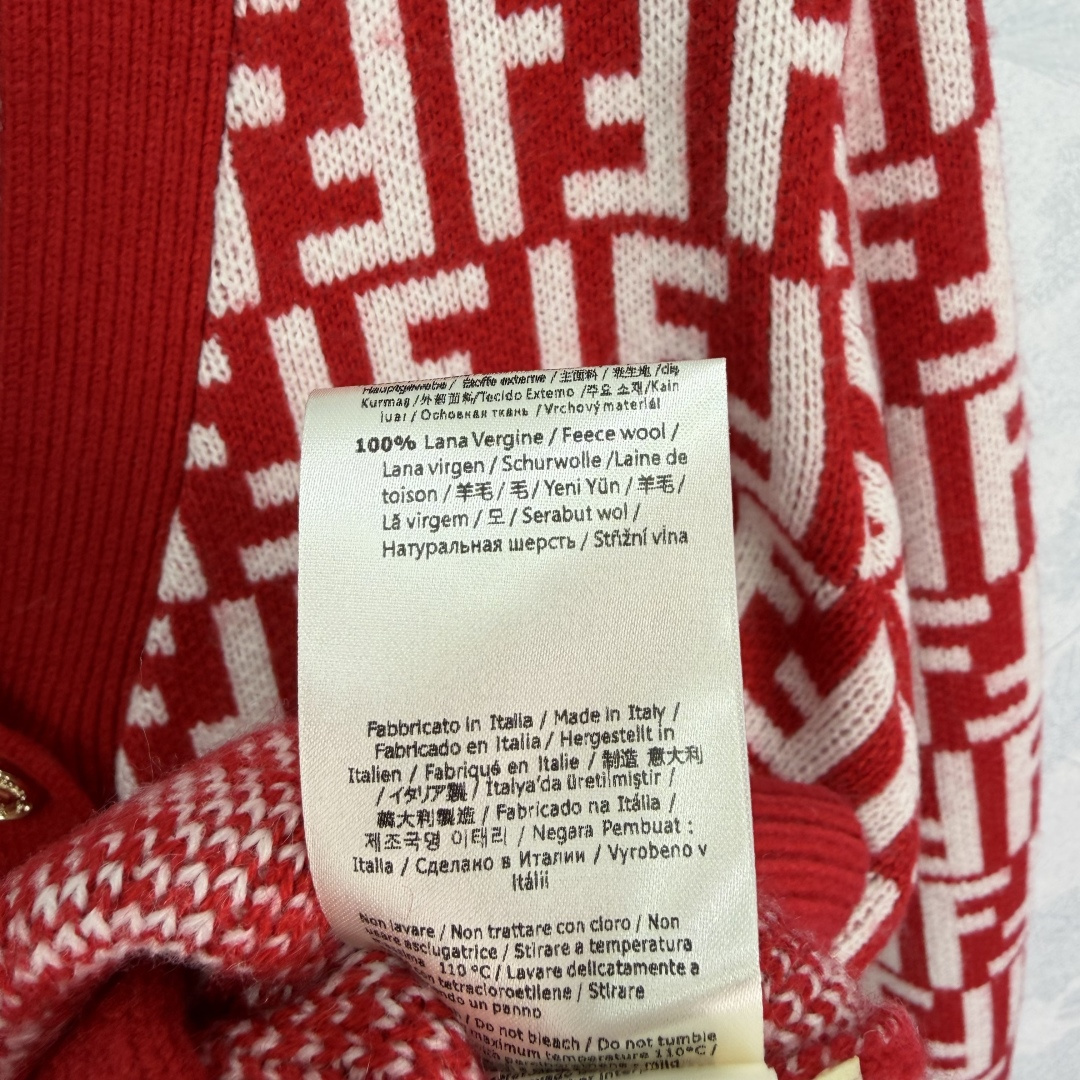 Hauptgewebe / Étoffe externe / 主面料 / 表生地 /dış
Kurmaş /外部面料/Tecido Externo /주요 소재/Kain
luar / Основная ткань / Vrchový materiál
100% Lana Vergine / Feece wool /
Lana virgen / Schurwolle /Laine de
toison / 羊毛 / 毛 / Yeni Yün / 羊毛 /
Lã virgem / 모 / Serabut wol /
Натуральная шерсть / Střžní vlna
Fabbricato in Italia / Made in Italy /
Fabricado en Italia / Hergestellt in
Italien / Fabriqué en Italie / 制造 意大利
/ イタリア製 / İtalya'da üretilmiştir /
義大利製造 / Fabricado na Itália /
제조국명 이태리 / Negara Pembuat :
Italia / Сделано в Италии / Vyrobeno v
Itálii
Non lavare / Non trattare con cloro / Non
usare asciugatrice / Stirare a temperatura
110 °C / Lavare delicatamente a
tetracloroetilene / Stirare
un panno
/ Do not bleach / Do not tumble
maximum temperature 110°C /
mild